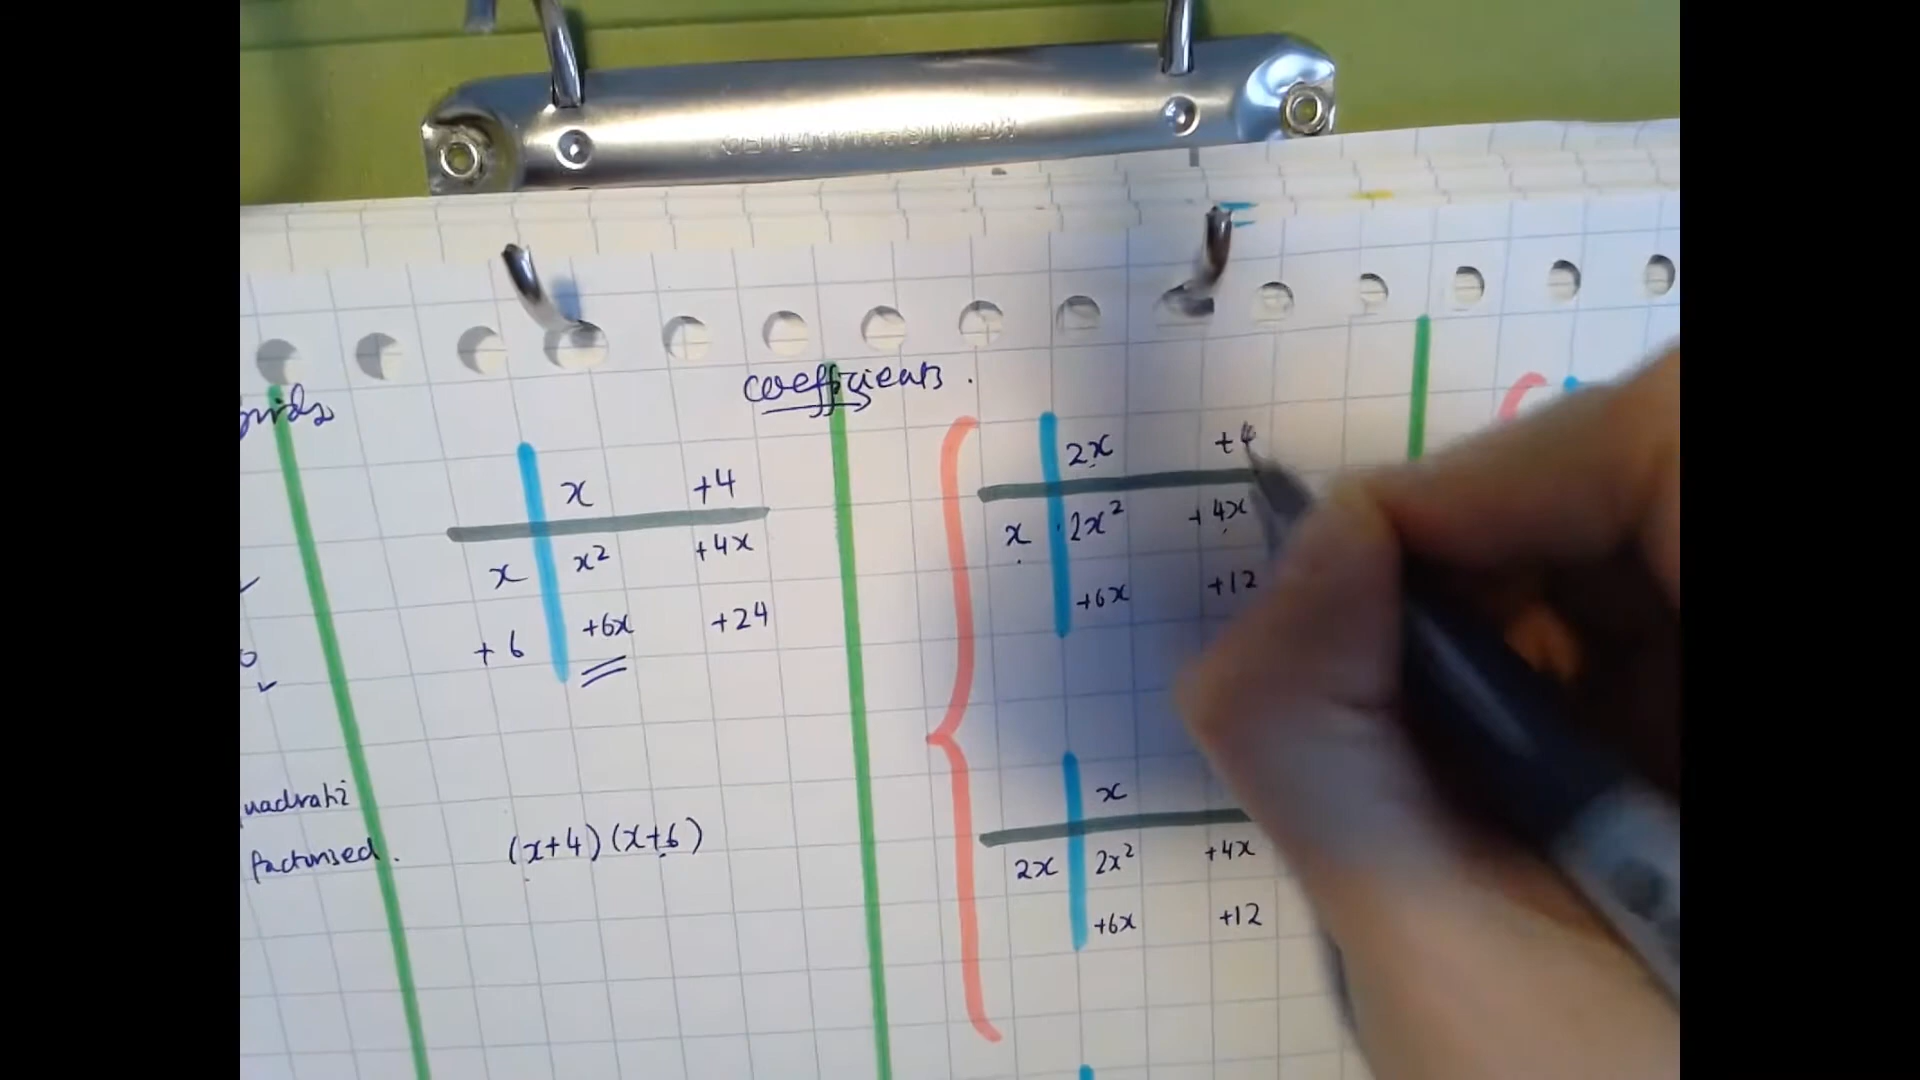 coefficients.
x +4
x x² +4x
+6 +6x +24
(x+4)(x+6)
factorised.
2x +4
x 2x² +4x
+6x +12
x
2x 2x² +4x
+6x +12